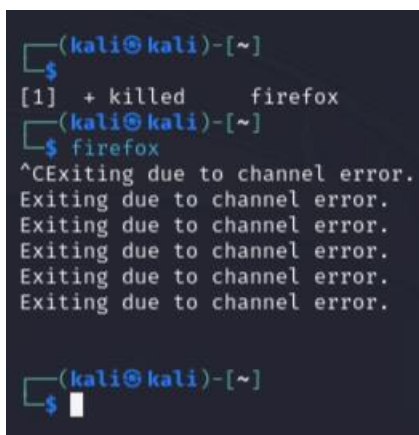 ┌──(kali㉿kali)-[~]
└─$
[1]  + killed     firefox
┌──(kali㉿kali)-[~]
└─$ firefox
^CExiting due to channel error.
Exiting due to channel error.
Exiting due to channel error.
Exiting due to channel error.
Exiting due to channel error.
Exiting due to channel error.
┌──(kali㉿kali)-[~]
└─$